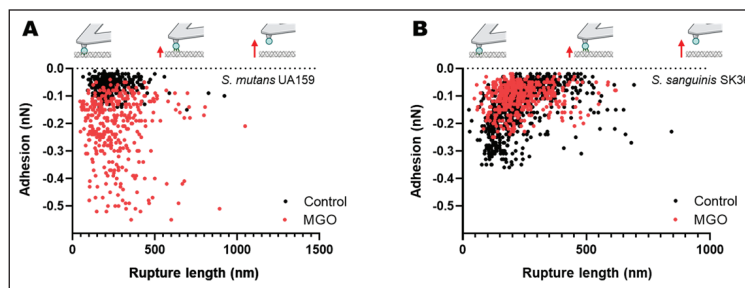 A
B
S. mutans UA159
S. sanguinis SK36
0.0
-0.1
-0.2
-0.3
-0.4
-0.5
Adhesion (nN)
Control
MGO
0
500
1000
1500
Rupture length (nm)
0.0
-0.1
-0.2
-0.3
-0.4
-0.5
Adhesion (nN)
Control
MGO
0
500
1000
Rupture length (nm)